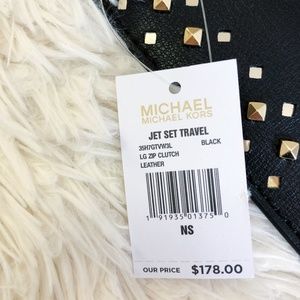 MICHAEL
MICHAEL KORS
JET SET TRAVEL
35H7GTVW3L BLACK
LG ZIP CLUTCH
LEATHER
1 91935 01375 0
NS
OUR PRICE $178.00